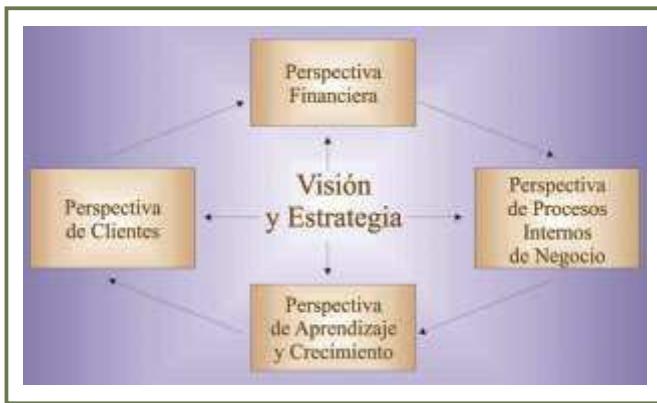 Perspectiva
Financiera
Perspectiva
de Clientes
Visión
y Estrategia
Perspectiva
de Procesos
Internos
de Negocio
Perspectiva
de Aprendizaje
y Crecimiento